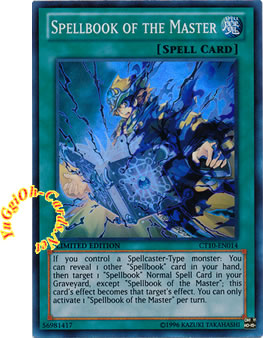 SPELLBOOK OF THE MASTER
[SPELL CARD]
YuGgiOh-Cards.Net
LIMITED EDITION
CT10-EN014
If you control a Spellcaster-Type monster: You
can reveal 1 other "Spellbook" card in your hand,
then target 1 "Spellbook" Normal Spell Card in your
Graveyard, except "Spellbook of the Master"; this
card's effect becomes that target's effect. You can only
activate 1 "Spellbook of the Master" per turn.
56981417
©1996 KAZUKI TAKAHASHI